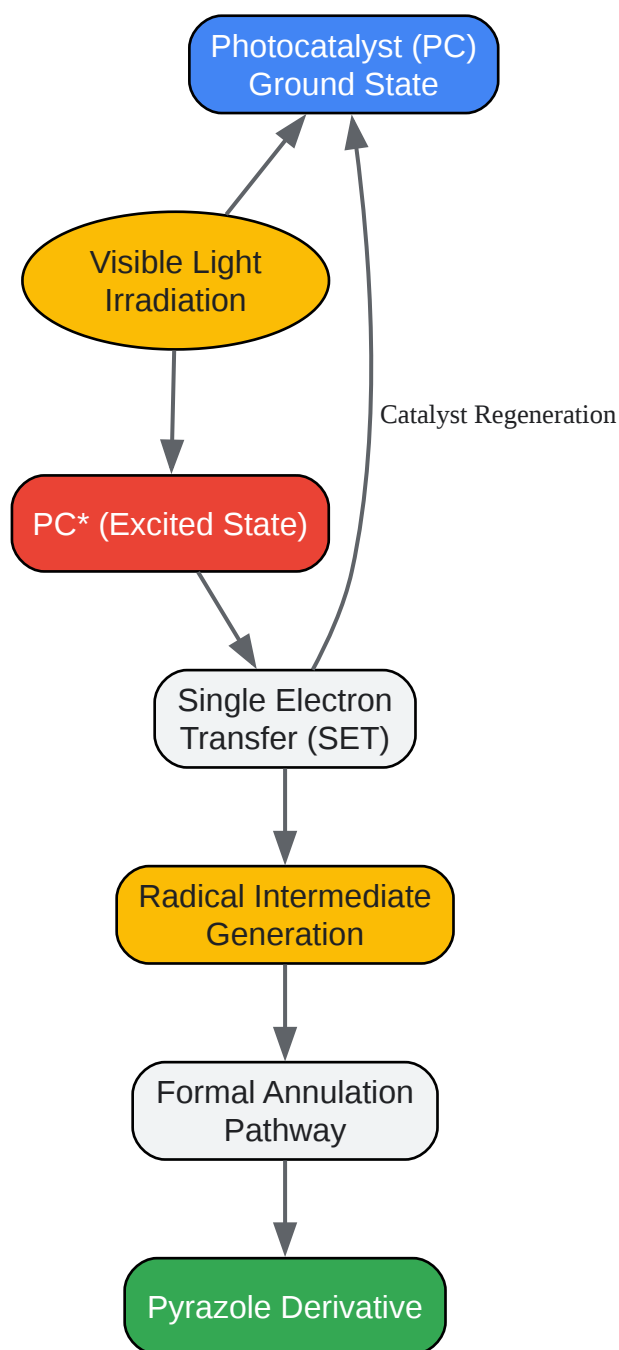 Photocatalyst (PC)
Ground State
Visible Light
Irradiation
Catalyst Regeneration
PC* (Excited State)
Single Electron
Transfer (SET)
Radical Intermediate
Generation
Formal Annulation
Pathway
Pyrazole Derivative